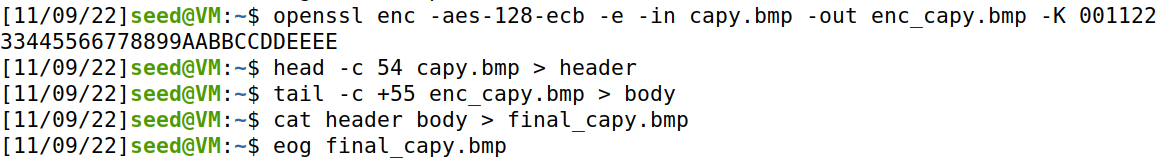 [11/09/22]seed@VM:~$ openssl enc -aes-128-ecb -e -in capy.bmp -out enc_capy.bmp -K 001122
33445566778899AABBCCDDEEEE
[11/09/22]seed@VM:~$ head -c 54 capy.bmp > header
[11/09/22]seed@VM:~$ tail -c +55 enc_capy.bmp > body
[11/09/22]seed@VM:~$ cat header body > final_capy.bmp
[11/09/22]seed@VM:~$ eog final_capy.bmp